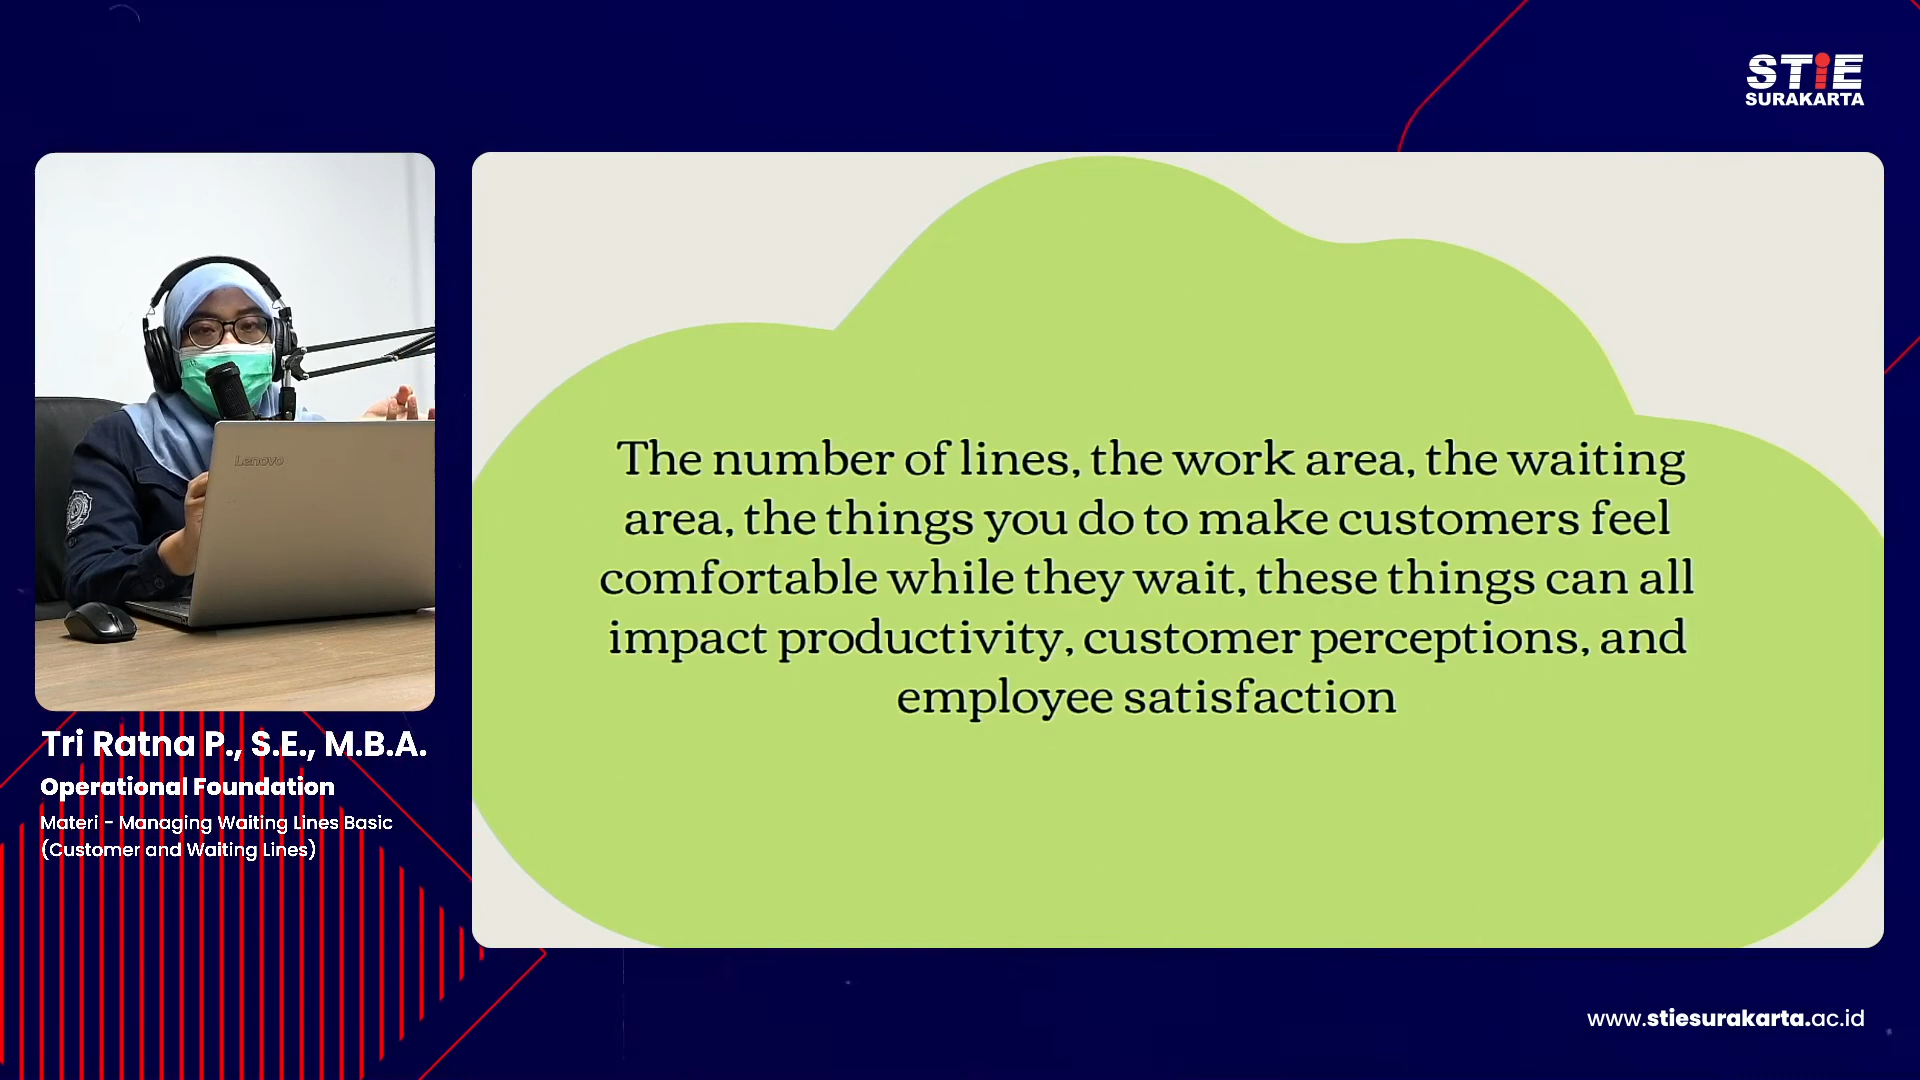 STiE
SURAKARTA
Lenovo
The number of lines, the work area, the waiting
area, the things you do to make customers feel
comfortable while they wait, these things can all
impact productivity, customer perceptions, and
employee satisfaction
Tri Ratna P., S.E., M.B.A.
Operational Foundation
Materi - Managing Waiting Lines Basic
(Customer and Waiting Lines)
www.stiesurakarta.ac.id